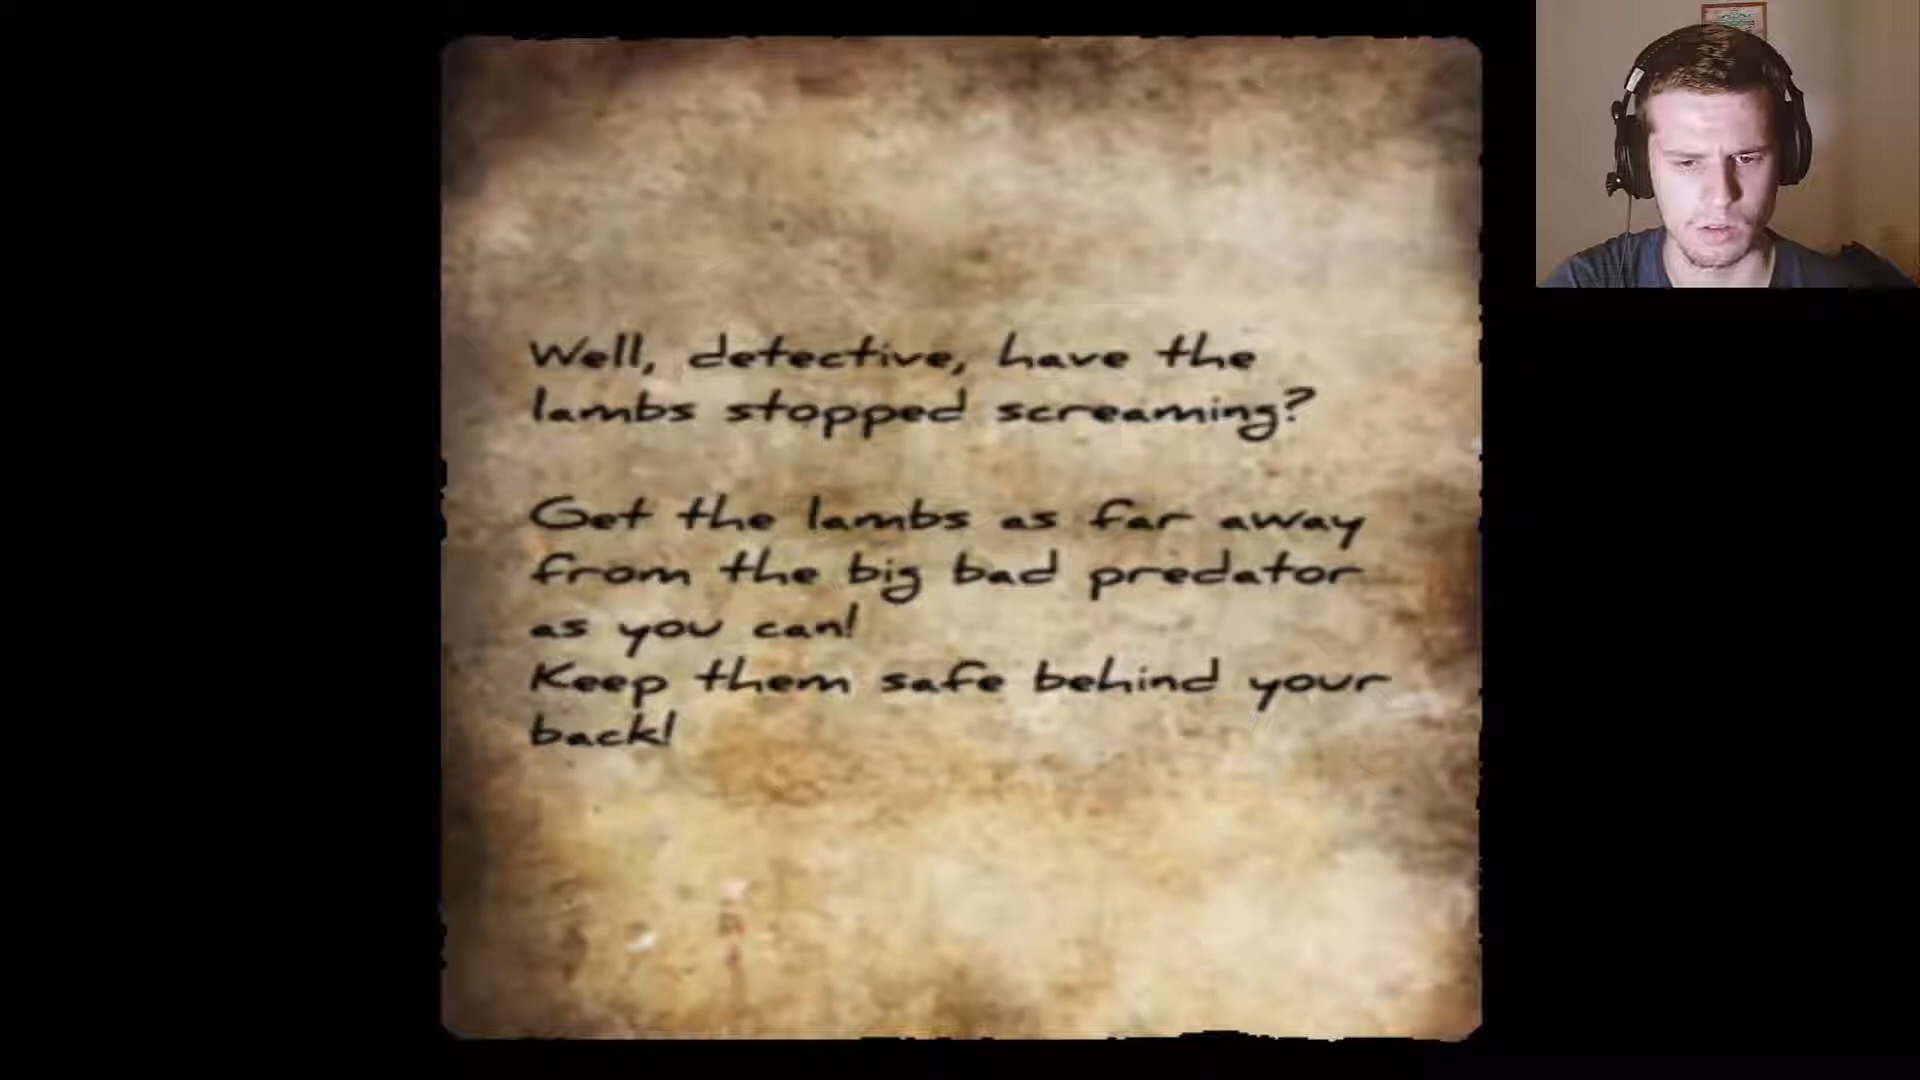 Well, detective, have the
lambs stopped screaming?
Get the lambs as far away
from the big bad predator
as you can!
Keep them safe behind your
back!